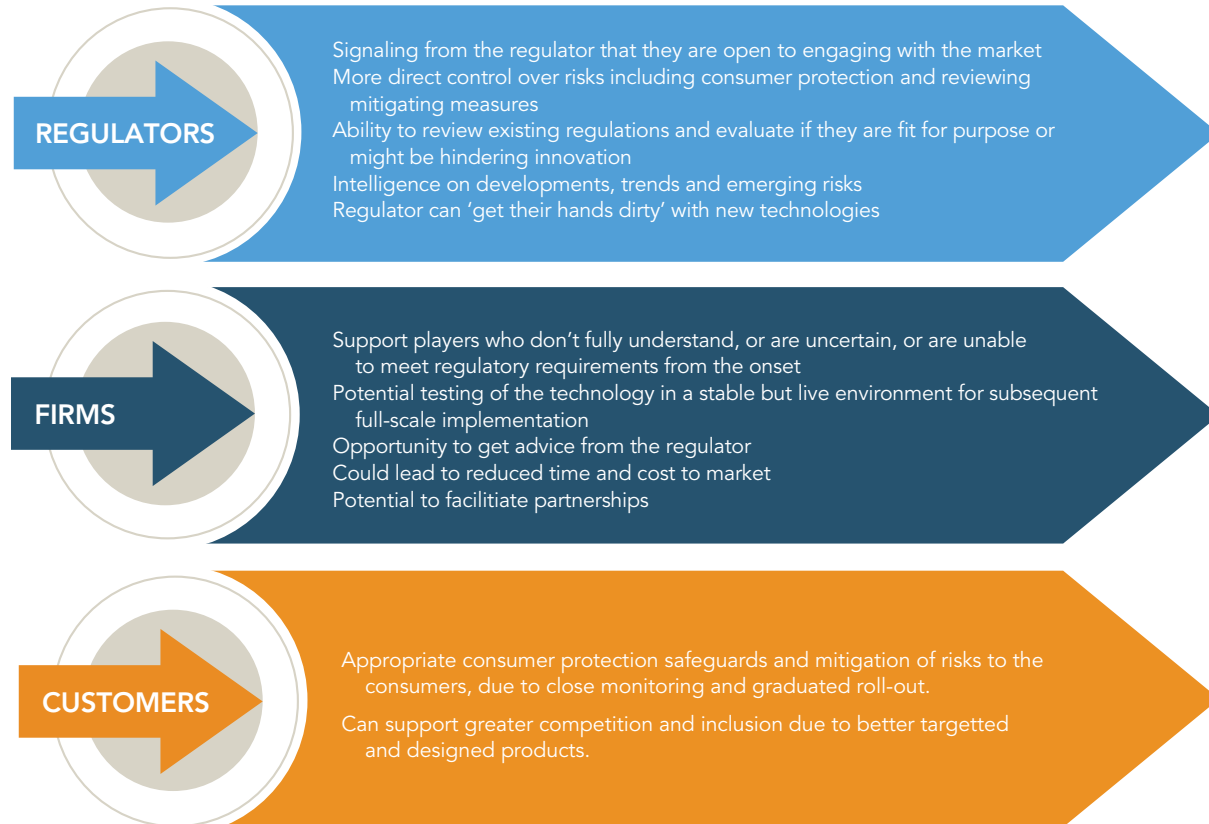 REGULATORS
Signaling from the regulator that they are open to engaging with the market
More direct control over risks including consumer protection and reviewing
mitigating measures
Ability to review existing regulations and evaluate if they are fit for purpose or
might be hindering innovation
Intelligence on developments, trends and emerging risks
Regulator can ‘get their hands dirty’ with new technologies
FIRMS
Support players who don’t fully understand, or are uncertain, or are unable
to meet regulatory requirements from the onset
Potential testing of the technology in a stable but live environment for subsequent
full-scale implementation
Opportunity to get advice from the regulator
Could lead to reduced time and cost to market
Potential to facilitiate partnerships
CUSTOMERS
Appropriate consumer protection safeguards and mitigation of risks to the
consumers, due to close monitoring and graduated roll-out.
Can support greater competition and inclusion due to better targetted
and designed products.